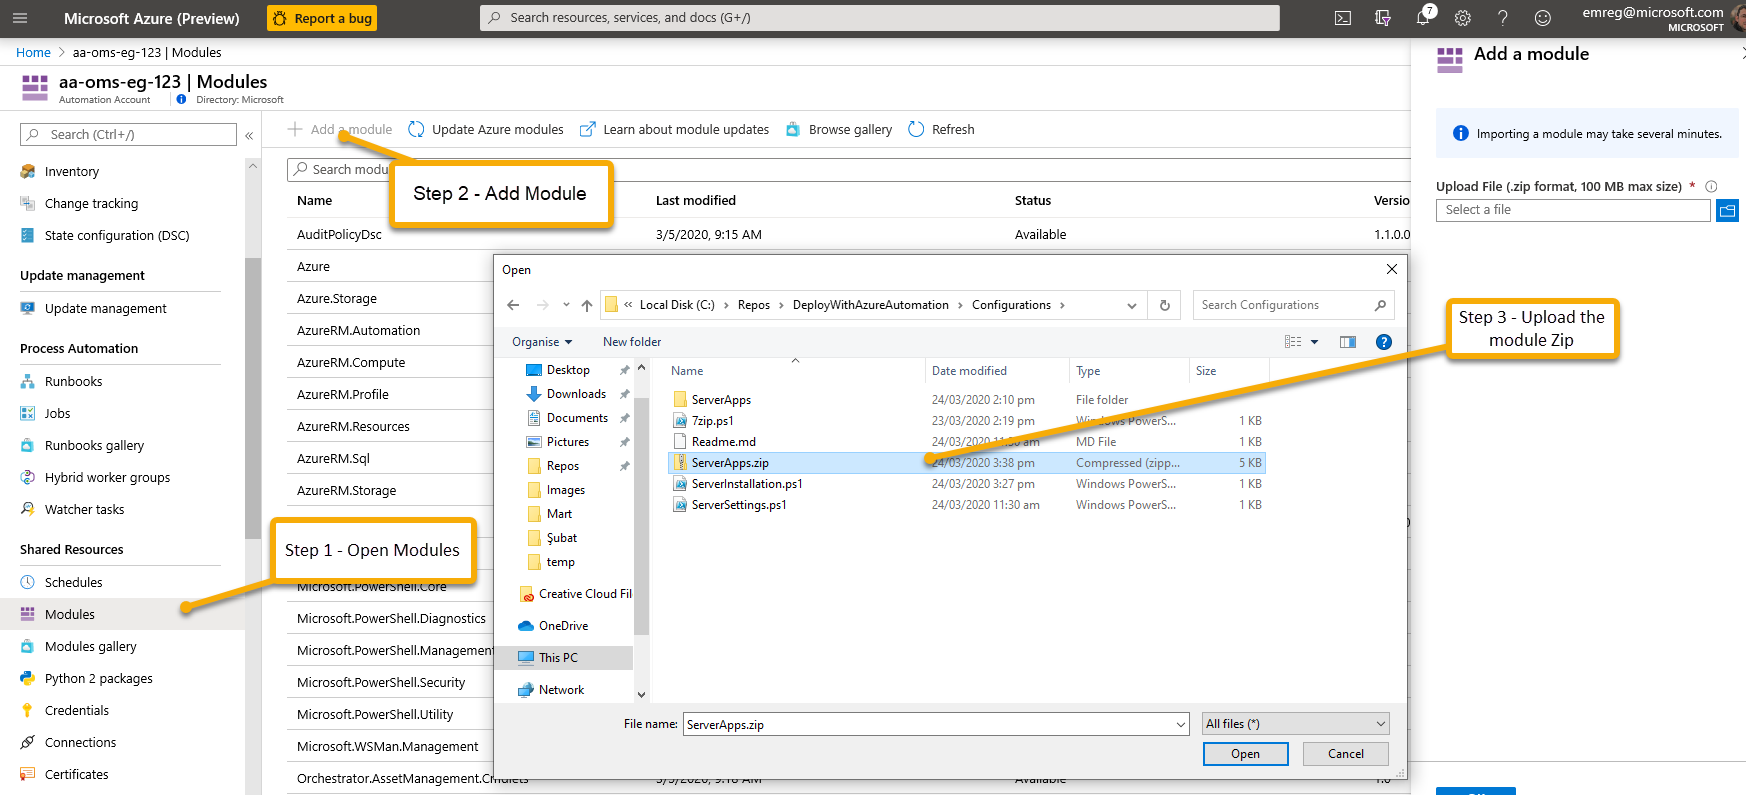 Microsoft Azure (Preview)
Report a bug
Search resources, services, and docs (G+/)
7
emreg@microsoft.com
MICROSOFT
Home > aa-oms-eg-123 | Modules
aa-oms-eg-123 | Modules
Automation Account
Directory: Microsoft
Search (Ctrl+/)
«
Inventory
Change tracking
State configuration (DSC)
Update management
Update management
Process Automation
Runbooks
Jobs
Runbooks gallery
Hybrid worker groups
Watcher tasks
Shared Resources
Schedules
Modules
Modules gallery
Python 2 packages
Credentials
Connections
Certificates
Step 1 - Open Modules
Add a module
Update Azure modules
Learn about module updates
Browse gallery
Refresh
Search modu
Step 2 - Add Module
Name
Last modified
Status
Versio
AuditPolicyDsc
3/5/2020, 9:15 AM
Available
1.1.0.0
Azure
Azure.Storage
AzureRM.Automation
AzureRM.Compute
AzureRM.Profile
AzureRM.Resources
AzureRM.Sql
AzureRM.Storage
Microsoft.PowerShell.Core
Microsoft.PowerShell.Diagnostics
Microsoft.PowerShell.Management
Microsoft.PowerShell.Security
Microsoft.PowerShell.Utility
Microsoft.WSMan.Management
Orchestrator.AssetManagement.Cmdlets
3/5/2020, 9:18 AM
Available
1.0
Open
« Local Disk (C:) > Repos > DeployWithAzureAutomation > Configurations >
Search Configurations
Organise
New folder
Desktop
Downloads
Documents
Pictures
Repos
Images
Mart
Şubat
temp
Creative Cloud Fil
OneDrive
This PC
Network
Name
Date modified
Type
Size
ServerApps
24/03/2020 2:10 pm
File folder
7zip.ps1
23/03/2020 2:19 pm
Windows PowerS...
1 KB
Readme.md
24/03/2020 11:30 am
MD File
1 KB
ServerApps.zip
24/03/2020 3:38 pm
Compressed (zipp...
5 KB
ServerInstallation.ps1
24/03/2020 3:27 pm
Windows PowerS...
1 KB
ServerSettings.ps1
24/03/2020 11:30 am
Windows PowerS...
1 KB
File name:
ServerApps.zip
All files (*)
Open
Cancel
Add a module
Importing a module may take several minutes.
Upload File (.zip format, 100 MB max size) *
Select a file
Step 3 - Upload the
module Zip